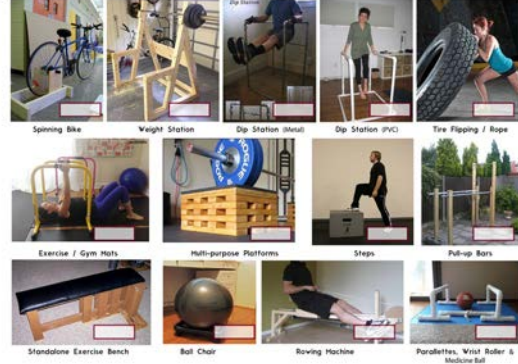 Dip Station
Spinning Bike
Weight Station
Dip Station (Metal)
Dip Station (PVC)
Tire Flipping / Rope
ROGUE
Exercise / Gym Mats
Multi-purpose Platforms
Steps
Pull-up Bars
Standalone Exercise Bench
Ball Chair
Rowing Machine
Parallettes, Wrist Roller &
Medicine Ball